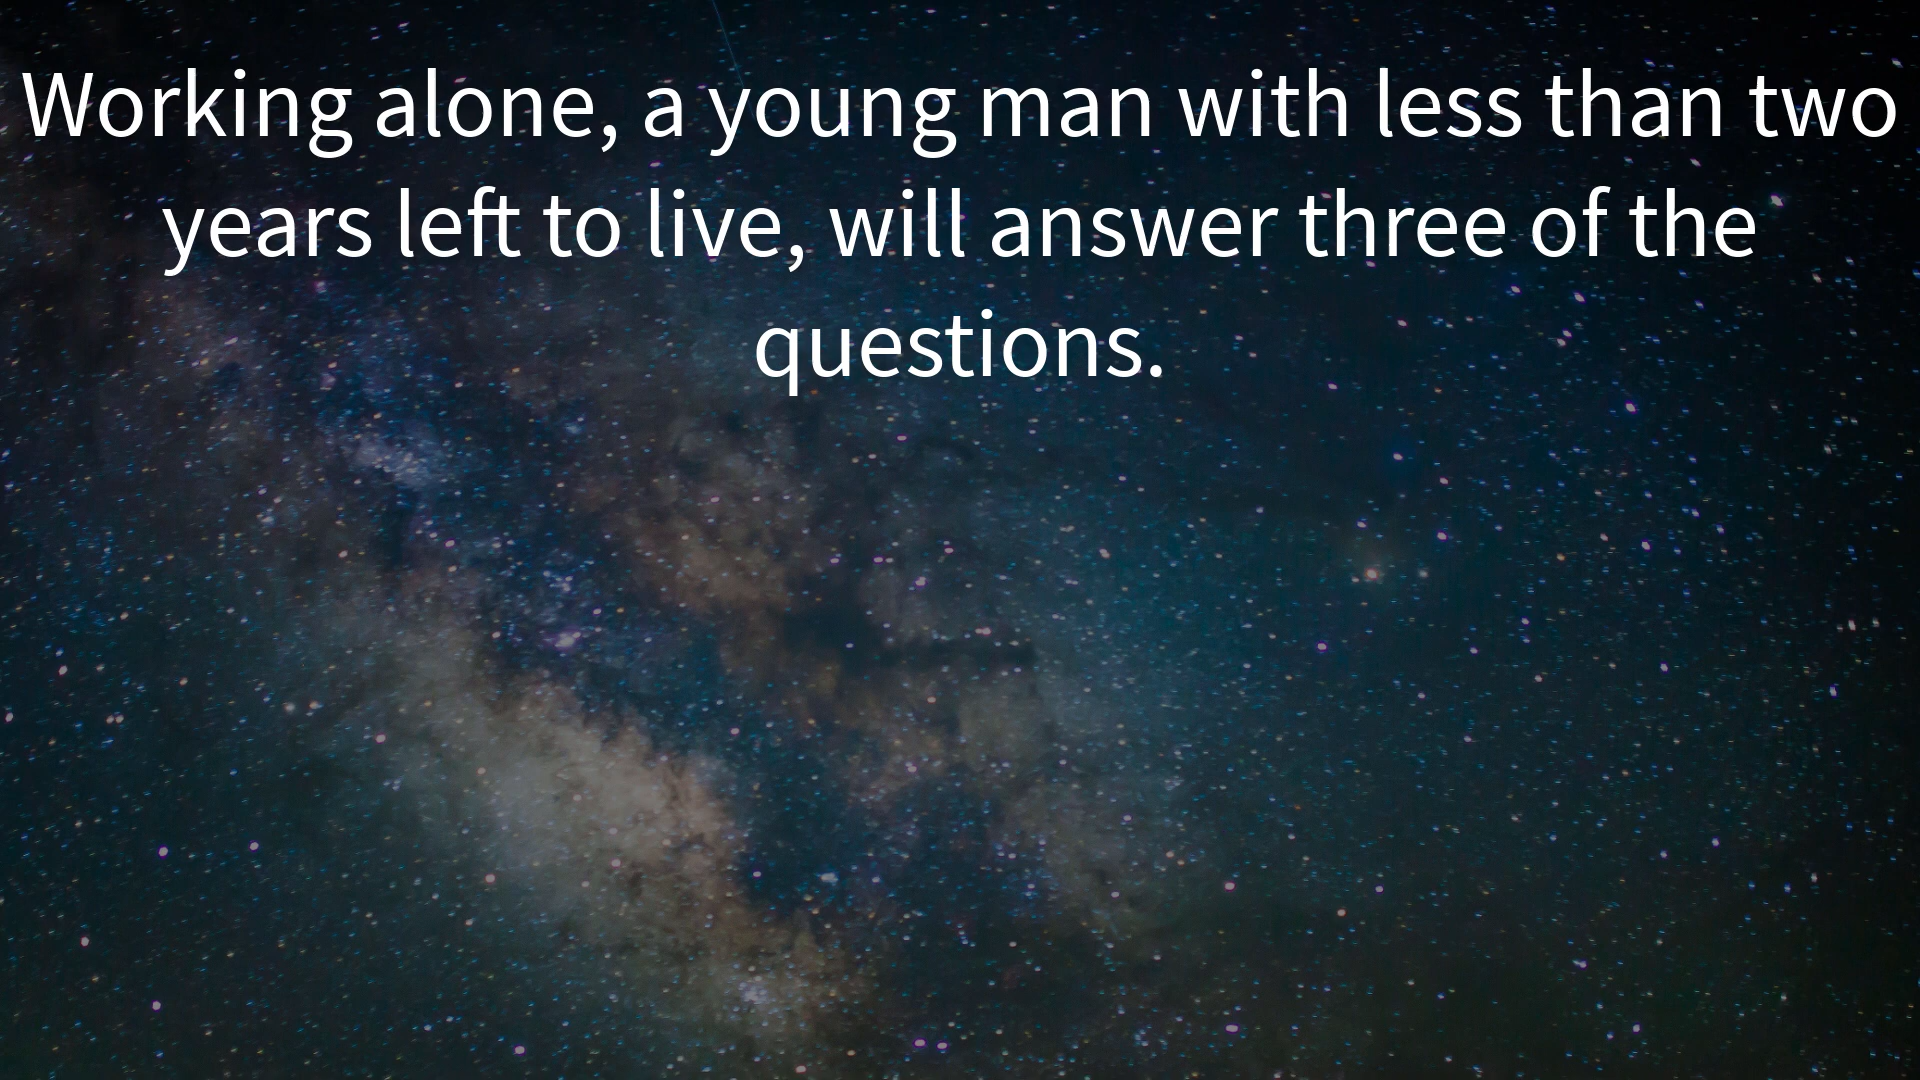 Working alone, a young man with less than two
years left to live, will answer three of the
questions.